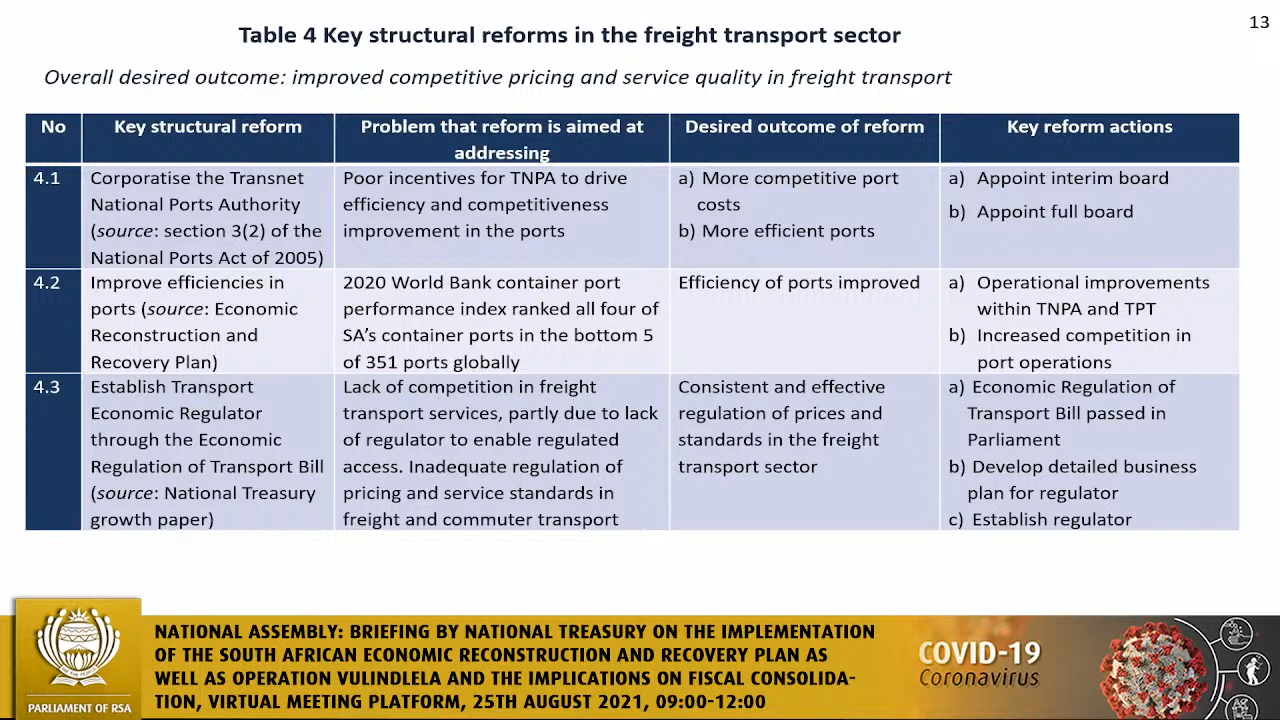 13
Table 4 Key structural reforms in the freight transport sector
Overall desired outcome: improved competitive pricing and service quality in freight transport
No
Key structural reform
Problem that reform is aimed at
addressing
Desired outcome of reform
Key reform actions
4.1
Corporatise the Transnet
National Ports Authority
(source: section 3(2) of the
National Ports Act of 2005)
Poor incentives for TNPA to drive
efficiency and competitiveness
improvement in the ports
a) More competitive port
costs
b) More efficient ports
a) Appoint interim board
b) Appoint full board
4.2
Improve efficiencies in
ports (source: Economic
Reconstruction and
Recovery Plan)
2020 World Bank container port
performance index ranked all four of
SA's container ports in the bottom 5
of 351 ports globally
Efficiency of ports improved
a) Operational improvements
within TNPA and TPT
b) Increased competition in
port operations
4.3
Establish Transport
Economic Regulator
through the Economic
Regulation of Transport Bill
(source: National Treasury
growth paper)
Lack of competition in freight
transport services, partly due to lack
of regulator to enable regulated
access. Inadequate regulation of
pricing and service standards in
freight and commuter transport
Consistent and effective
regulation of prices and
standards in the freight
transport sector
a) Economic Regulation of
Transport Bill passed in
Parliament
b) Develop detailed business
plan for regulator
c) Establish regulator
PARLIAMENT OF RSA
NATIONAL ASSEMBLY: BRIEFING BY NATIONAL TREASURY ON THE IMPLEMENTATION
OF THE SOUTH AFRICAN ECONOMIC RECONSTRUCTION AND RECOVERY PLAN AS
WELL AS OPERATION VULINDLELA AND THE IMPLICATIONS ON FISCAL CONSOLIDA-
TION, VIRTUAL MEETING PLATFORM, 25TH AUGUST 2021, 09:00-12:00
COVID-19
Coronavirus